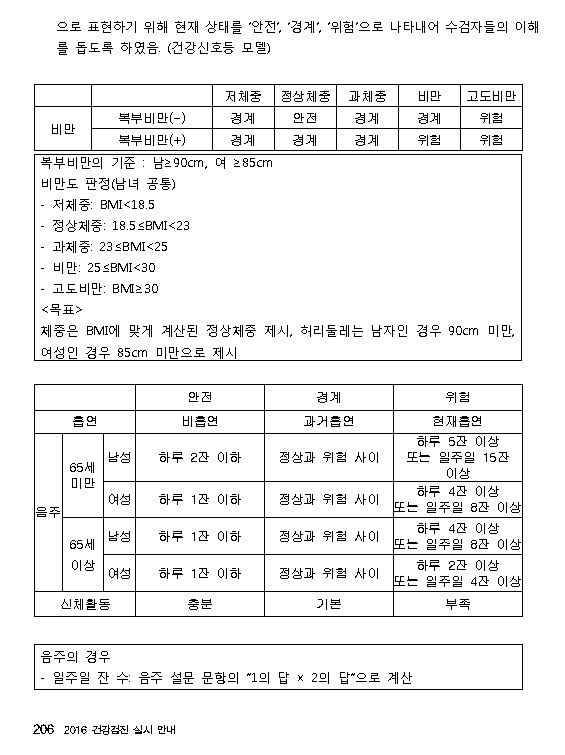 으로 표현하기 위해 현재 상태를 '안전', '경계', '위험'으로 나타내어 수검자들의 이해
를 돕도록 하였음. (건강신호등 모델)
저체중 정상체중 과체중 비만 고도비만
비만 복부비만(-) 경계 안전 경계 경계 위험
복부비만(+) 경계 경계 경계 위험 위험
복부비만의 기준 : 남≥90cm, 여 ≥85cm
비만도 판정(남녀 공통)
- 저체중: BMI<18.5
- 정상체중: 18.5≤BMI<23
- 과체중: 23≤BMI<25
- 비만: 25≤BMI<30
- 고도비만: BMI≥30
<목표>
체중은 BMI에 맞게 계산된 정상체중 제시, 허리둘레는 남자인 경우 90cm 미만,
여성인 경우 85cm 미만으로 제시
안전 경계 위험
흡연 비흡연 과거흡연 현재흡연
음주 65세 미만 남성 하루 2잔 이하 정상과 위험 사이 하루 5잔 이상
또는 일주일 15잔
이상
여성 하루 1잔 이하 정상과 위험 사이 하루 4잔 이상
또는 일주일 8잔 이상
65세 이상 남성 하루 1잔 이하 정상과 위험 사이 하루 4잔 이상
또는 일주일 8잔 이상
여성 하루 1잔 이하 정상과 위험 사이 하루 2잔 이상
또는 일주일 4잔 이상
신체활동 충분 기본 부족
음주의 경우
- 일주일 잔 수: 음주 설문 문항의 "1의 답 × 2의 답"으로 계산
206 2016 건강검진 실시 안내